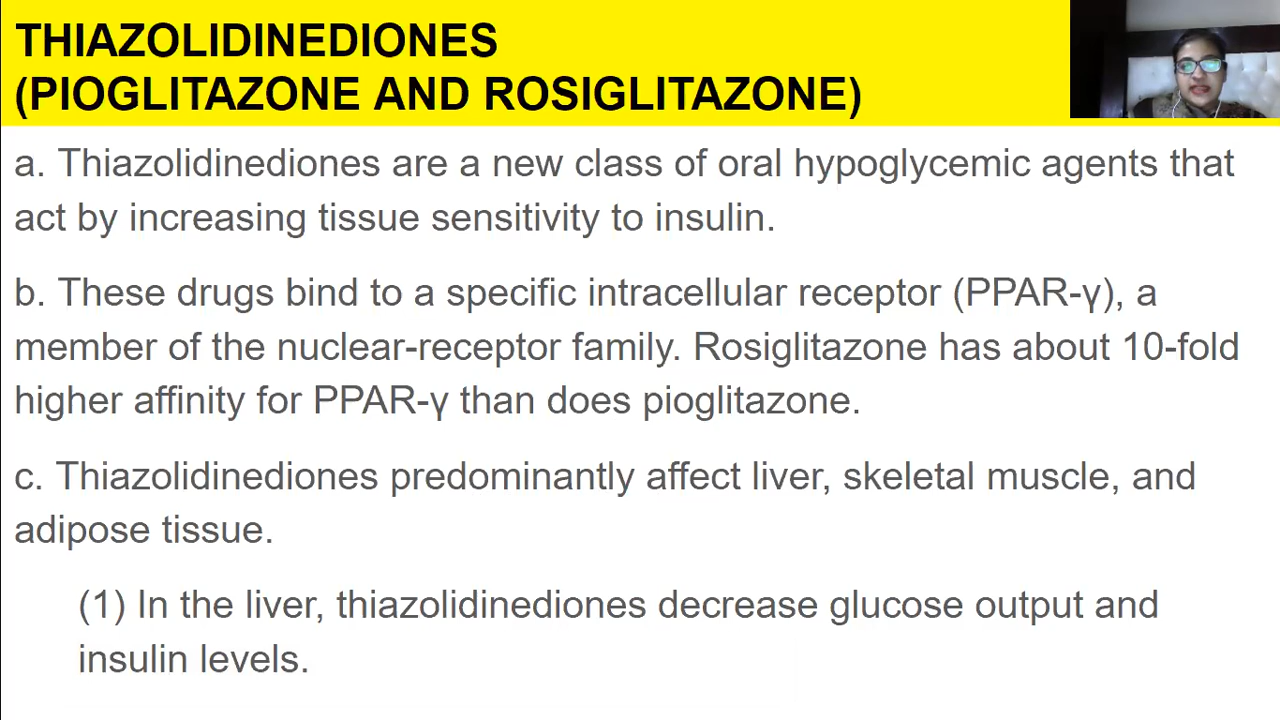 THIAZOLIDINEDIONES
(PIOGLITAZONE AND ROSIGLITAZONE)
a. Thiazolidinediones are a new class of oral hypoglycemic agents that
act by increasing tissue sensitivity to insulin.
b. These drugs bind to a specific intracellular receptor (PPAR-γ), a
member of the nuclear-receptor family. Rosiglitazone has about 10-fold
higher affinity for PPAR-γ than does pioglitazone.
c. Thiazolidinediones predominantly affect liver, skeletal muscle, and
adipose tissue.
(1) In the liver, thiazolidinediones decrease glucose output and
insulin levels.